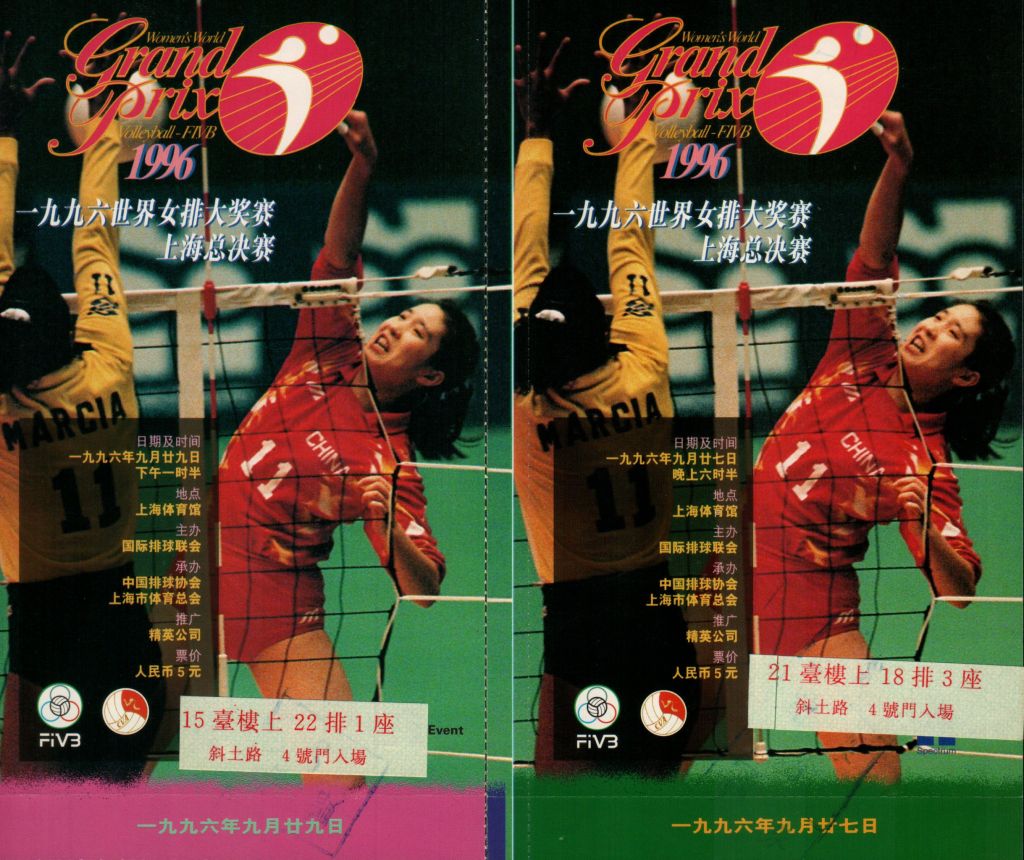 Women's World
Grand
Prix
Volleyball - FIVB
1996
一九九六世界女排大奖赛
上海总决赛
MARCIA
11
CHINA
11
日期及时间
一九九六年九月廿九日
下午一时半
地点
上海体育馆
主办
国际排球联会
承办
中国排球协会
上海市体育总会
推广
精英公司
票价
人民币5元
FIVB
15臺樓上22排1座
斜土路 4號門入場
Event
一九九六年九月廿九日
Women's World
Grand
Prix
Volleyball - FIVB
1996
一九九六世界女排大奖赛
上海总决赛
MARCIA
11
CHINA
11
日期及时间
一九九六年九月廿七日
晚上六时半
地点
上海体育馆
主办
国际排球联会
承办
中国排球协会
上海市体育总会
推广
精英公司
票价
人民币5元
FIVB
21臺樓上18排3座
斜土路 4號門入場
Spectrum
一九九六年九月廿七日